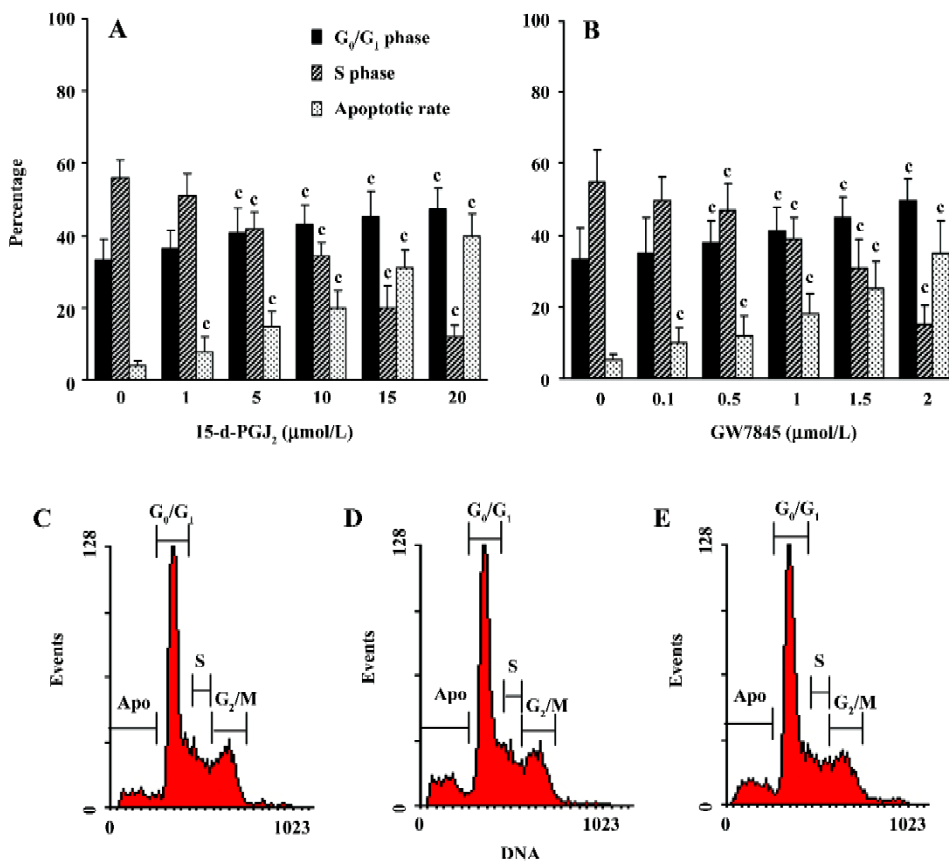 A
G₀/G₁ phase
S phase
Apoptotic rate
100
80
60
40
20
0
Percentage
c c c c c c c c c c c c c
0 1 5 10 15 20
15-d-PGJ₂ (μmol/L)
B
100
80
60
40
20
0
c c c c c c c c c c c c c
0 0.1 0.5 1 1.5 2
GW7845 (μmol/L)
C
G₀/G₁
128
Events
S
Apo
G₂/M
0
0 1023
D
G₀/G₁
128
Events
S
Apo
G₂/M
0
0 1023
DNA
E
G₀/G₁
128
Events
S
Apo
G₂/M
0
0 1023